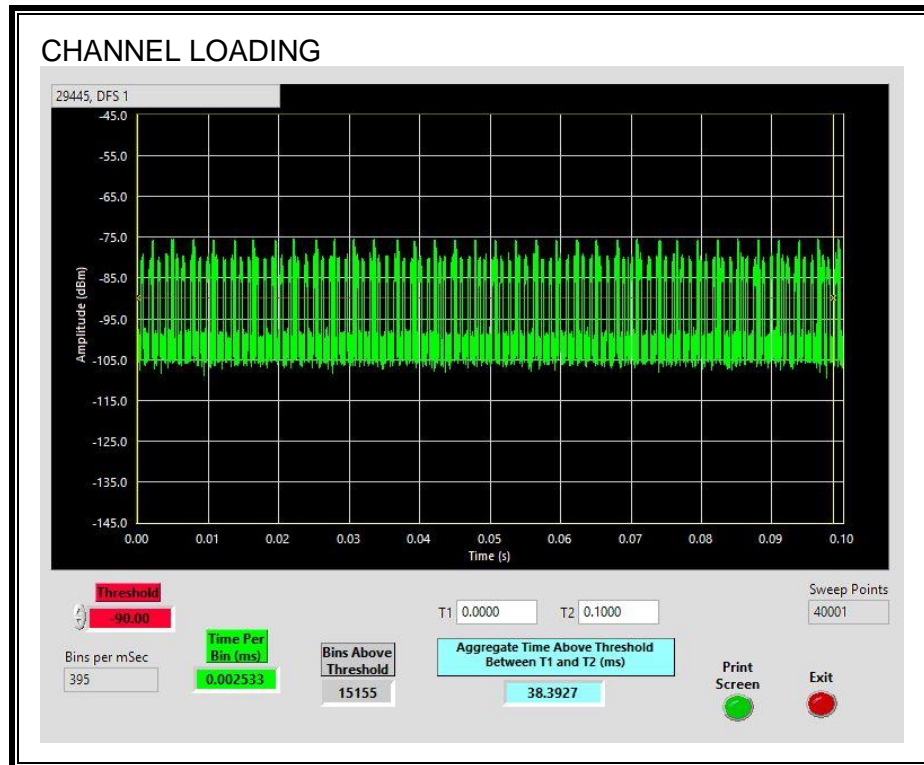 CHANNEL LOADING
29445, DFS 1
-45.0
-55.0
-65.0
-75.0
-85.0
-95.0
-105.0
-115.0
-125.0
-135.0
-145.0
Amplitude (dBm)
0.00 0.01 0.02 0.03 0.04 0.05 0.06 0.07 0.08 0.09 0.10
Time (s)
Threshold
-90.00
T1 0.0000 T2 0.1000
Sweep Points
40001
Bins per mSec
395
Time Per
Bin (ms)
0.002533
Bins Above
Threshold
15155
Aggregate Time Above Threshold
Between T1 and T2 (ms)
38.3927
Print
Screen
Exit